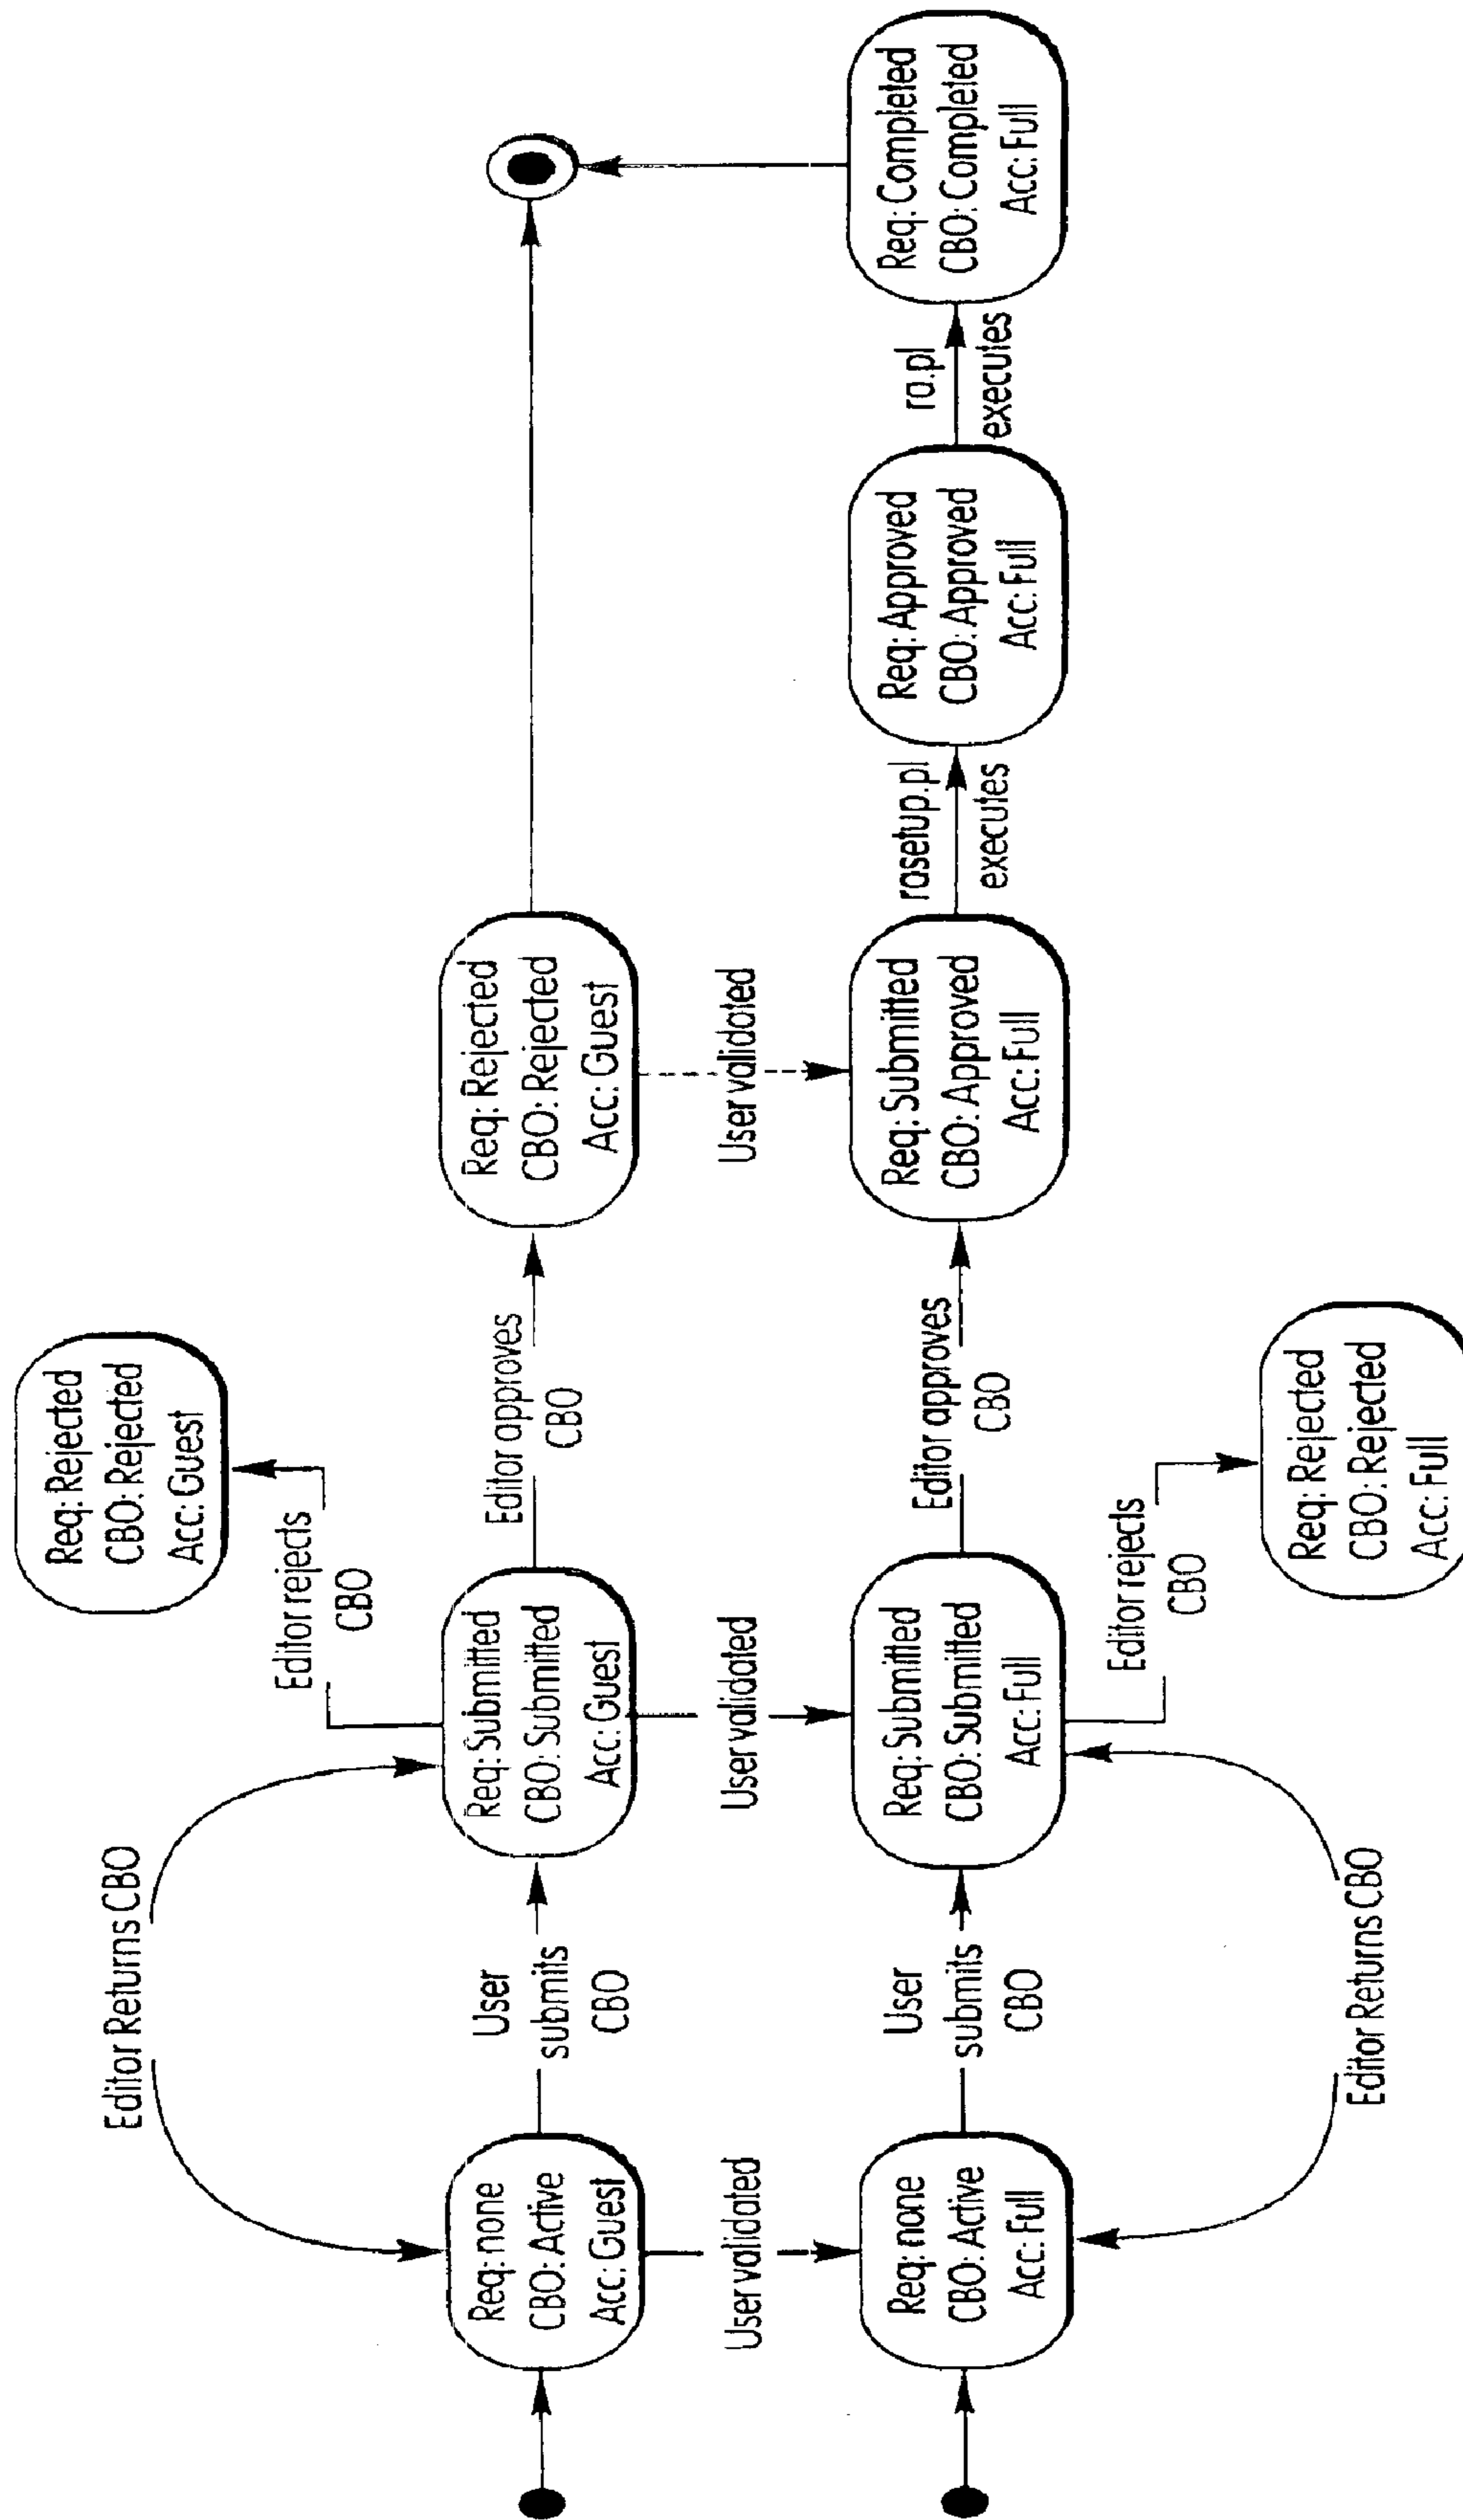 Editor Returns CBO
Editor rejects
CBO
Req: Rejected
CBO: Rejected
Acc: Guest
Req: none
CBO: Active
Acc: Guest
User
submits
CBO
Req: Submitted
CBO: Submitted
Acc: Guest
Editor approves
CBO
Req: Rejected
CBO: Rejected
Acc: Guest
User validated
User validated
User validated
Req: none
CBO: Active
Acc: Full
User
submits
CBO
Req: Submitted
CBO: Submitted
Acc: Full
Editor approves
CBO
Req: Submitted
CBO: Approved
Acc: Full
rasetup.pl
executes
Req: Approved
CBO: Approved
Acc: Full
ra.pl
executes
Req: Completed
CBO: Completed
Acc: Full
Editor rejects
CBO
Req: Rejected
CBO: Rejected
Acc: Full
Editor Returns CBO